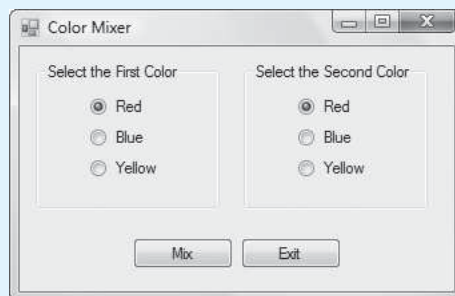 Color Mixer
Select the First Color
Red
Blue
Yellow
Select the Second Color
Red
Blue
Yellow
Mix
Exit